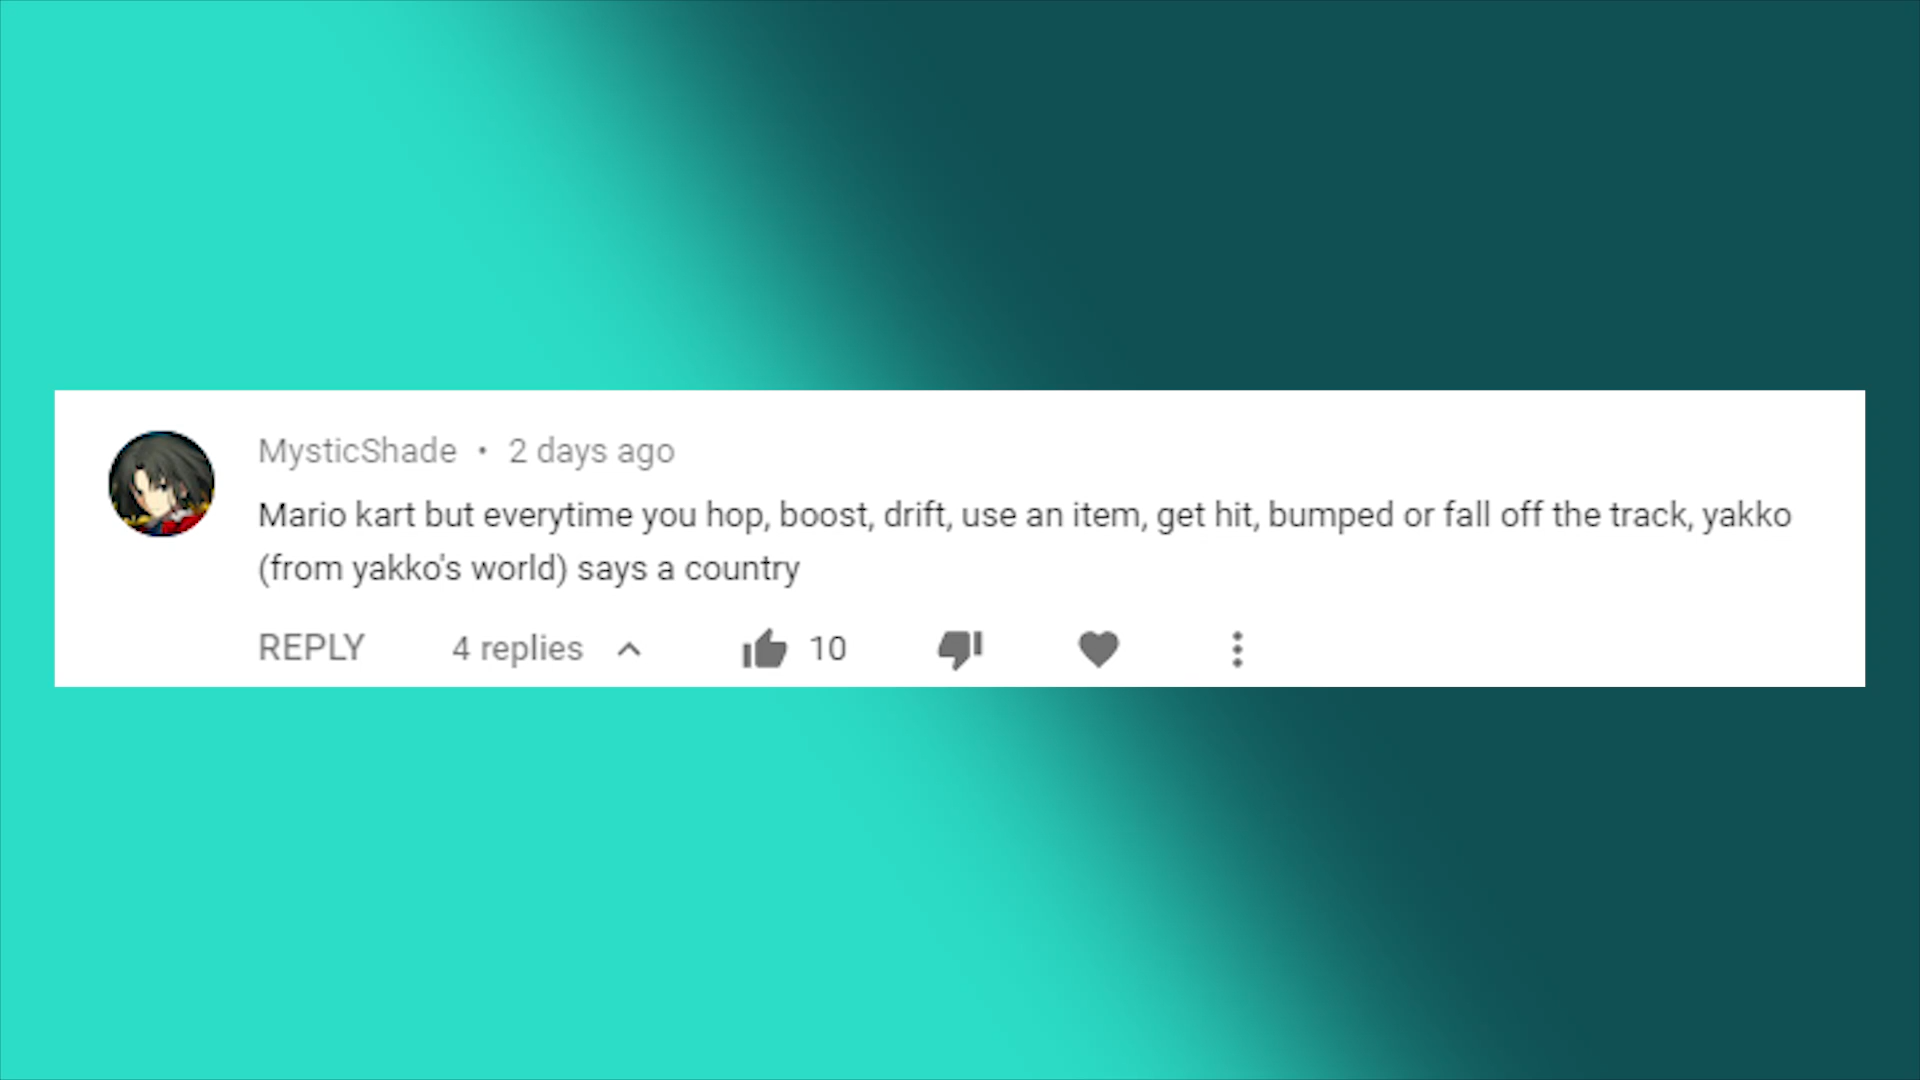 MysticShade • 2 days ago
Mario kart but everytime you hop, boost, drift, use an item, get hit, bumped or fall off the track, yakko
(from yakko's world) says a country
REPLY 4 replies 10